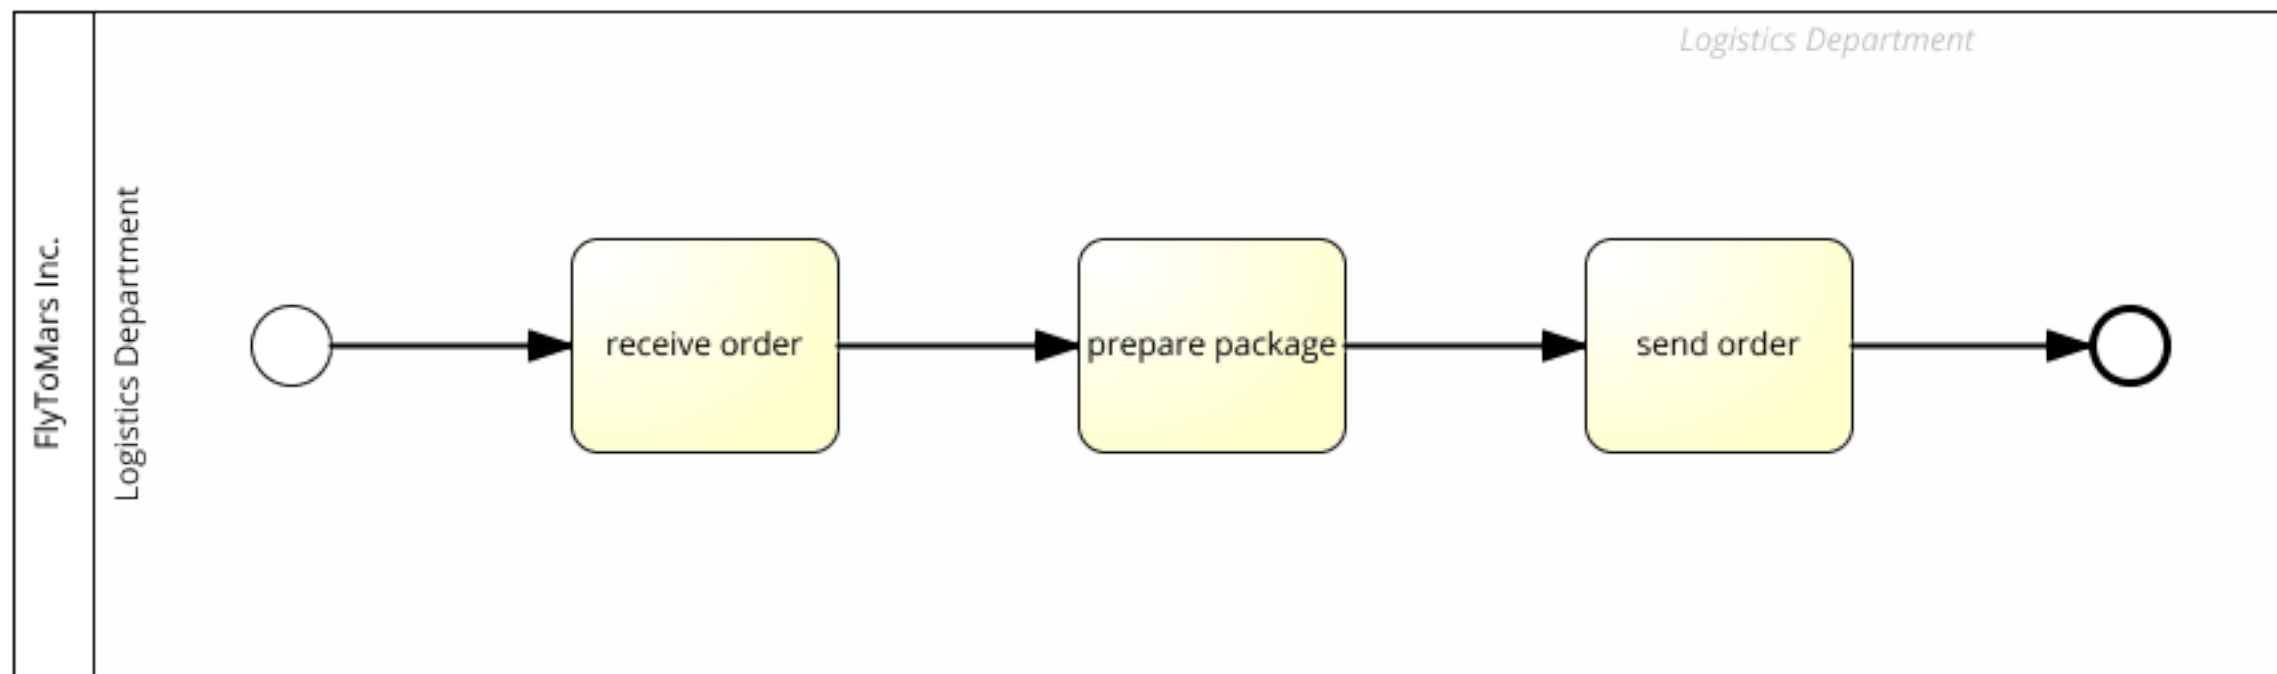 FlyToMars Inc.
Logistics Department
Logistics Department
receive order
prepare package
send order